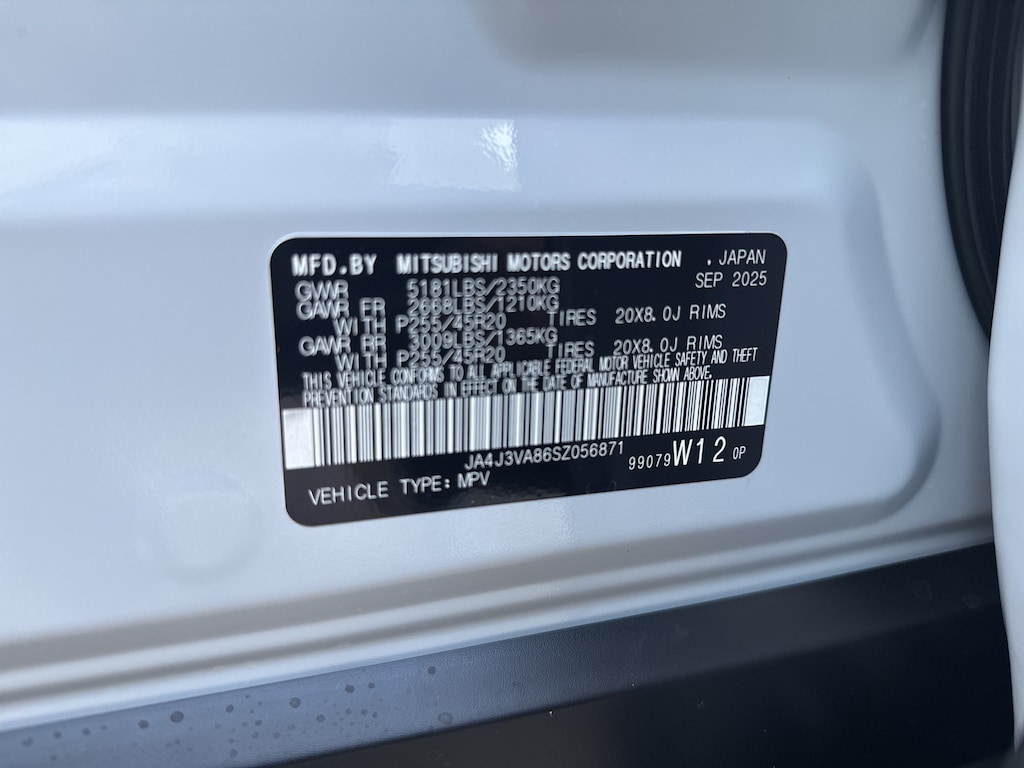 MFD.BY MITSUBISHI MOTORS CORPORATION . JAPAN
SEP 2025
GVWR 5181LBS/2350KG
GAWR FR 2668LBS/1210KG
WITH P255/45R20 TIRES 20X8.0J RIMS
GAWR RR 3009LBS/1365KG
WITH P255/45R20 TIRES 20X8.0J RIMS
THIS VEHICLE CONFORMS TO ALL APPLICABLE FEDERAL MOTOR VEHICLE SAFETY AND THEFT
PREVENTION STANDARDS IN EFFECT ON THE DATE OF MANUFACTURE SHOWN ABOVE.
JA4J3VA86SZ056871
99079 W12 0P
VEHICLE TYPE: MPV